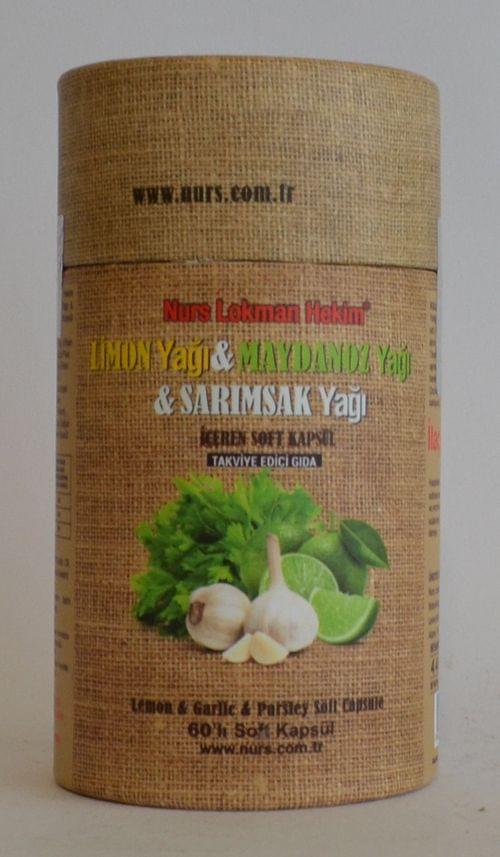 www.nurs.com.tr
Nurs Lokman Hekim®
LİMON Yağı & MAYDANOZ Yağı
& SARIMSAK Yağı
İÇEREN SOFT KAPSÜL
TAKVİYE EDİCİ GIDA
Lemon & Garlic & Parsley Soft Capsule
60'lı Soft Kapsül
www.nurs.com.tr